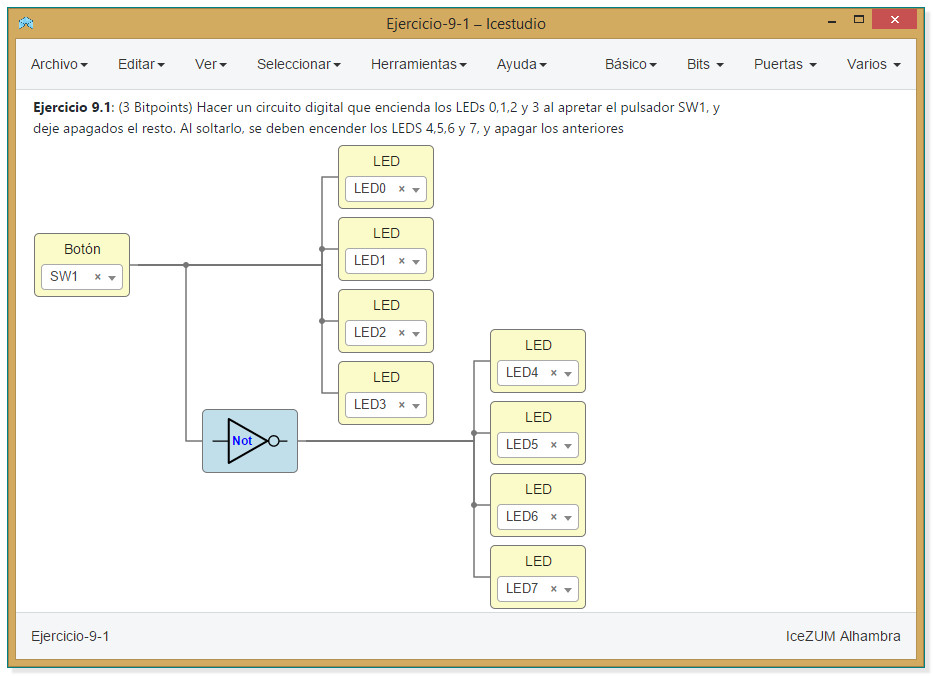 Ejercicio-9-1 – Icestudio
Archivo Editar Ver Seleccionar Herramientas Ayuda Básico Bits Puertas Varios
Ejercicio 9.1: (3 Bitpoints) Hacer un circuito digital que encienda los LEDs 0,1,2 y 3 al apretar el pulsador SW1, y
deje apagados el resto. Al soltarlo, se deben encender los LEDS 4,5,6 y 7, y apagar los anteriores
LED
LED0 ×
LED
LED1 ×
Botón
SW1 ×
LED
LED2 ×
LED
LED3 ×
Not
LED
LED4 ×
LED
LED5 ×
LED
LED6 ×
LED
LED7 ×
Ejercicio-9-1 IceZUM Alhambra